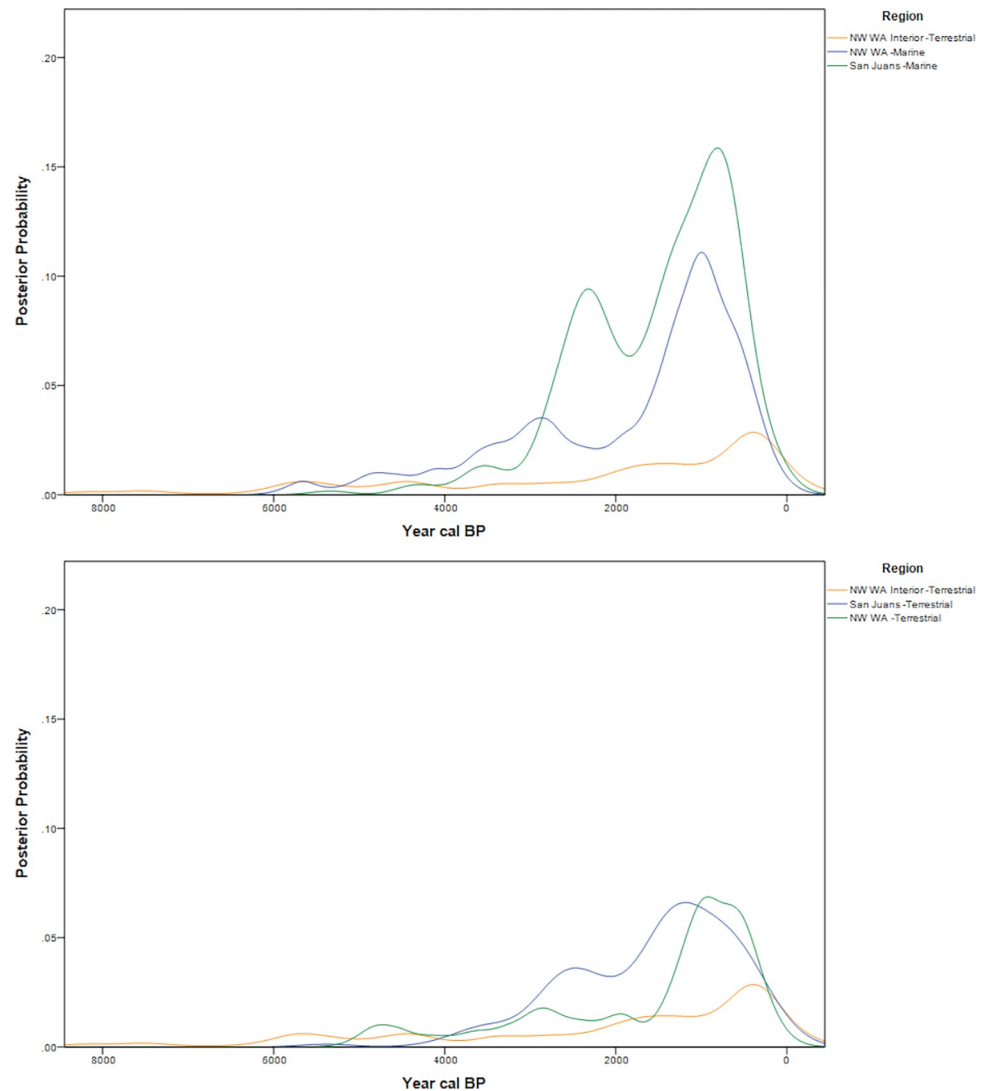 Region
NW WA Interior -Terrestrial
NW WA -Marine
San Juans -Marine
.20
.15
.10
.05
.00
Posterior Probability
8000 6000 4000 2000 0
Year cal BP
Region
NW WA Interior -Terrestrial
San Juans -Terrestrial
NW WA -Terrestrial
.20
.15
.10
.05
.00
Posterior Probability
8000 6000 4000 2000 0
Year cal BP